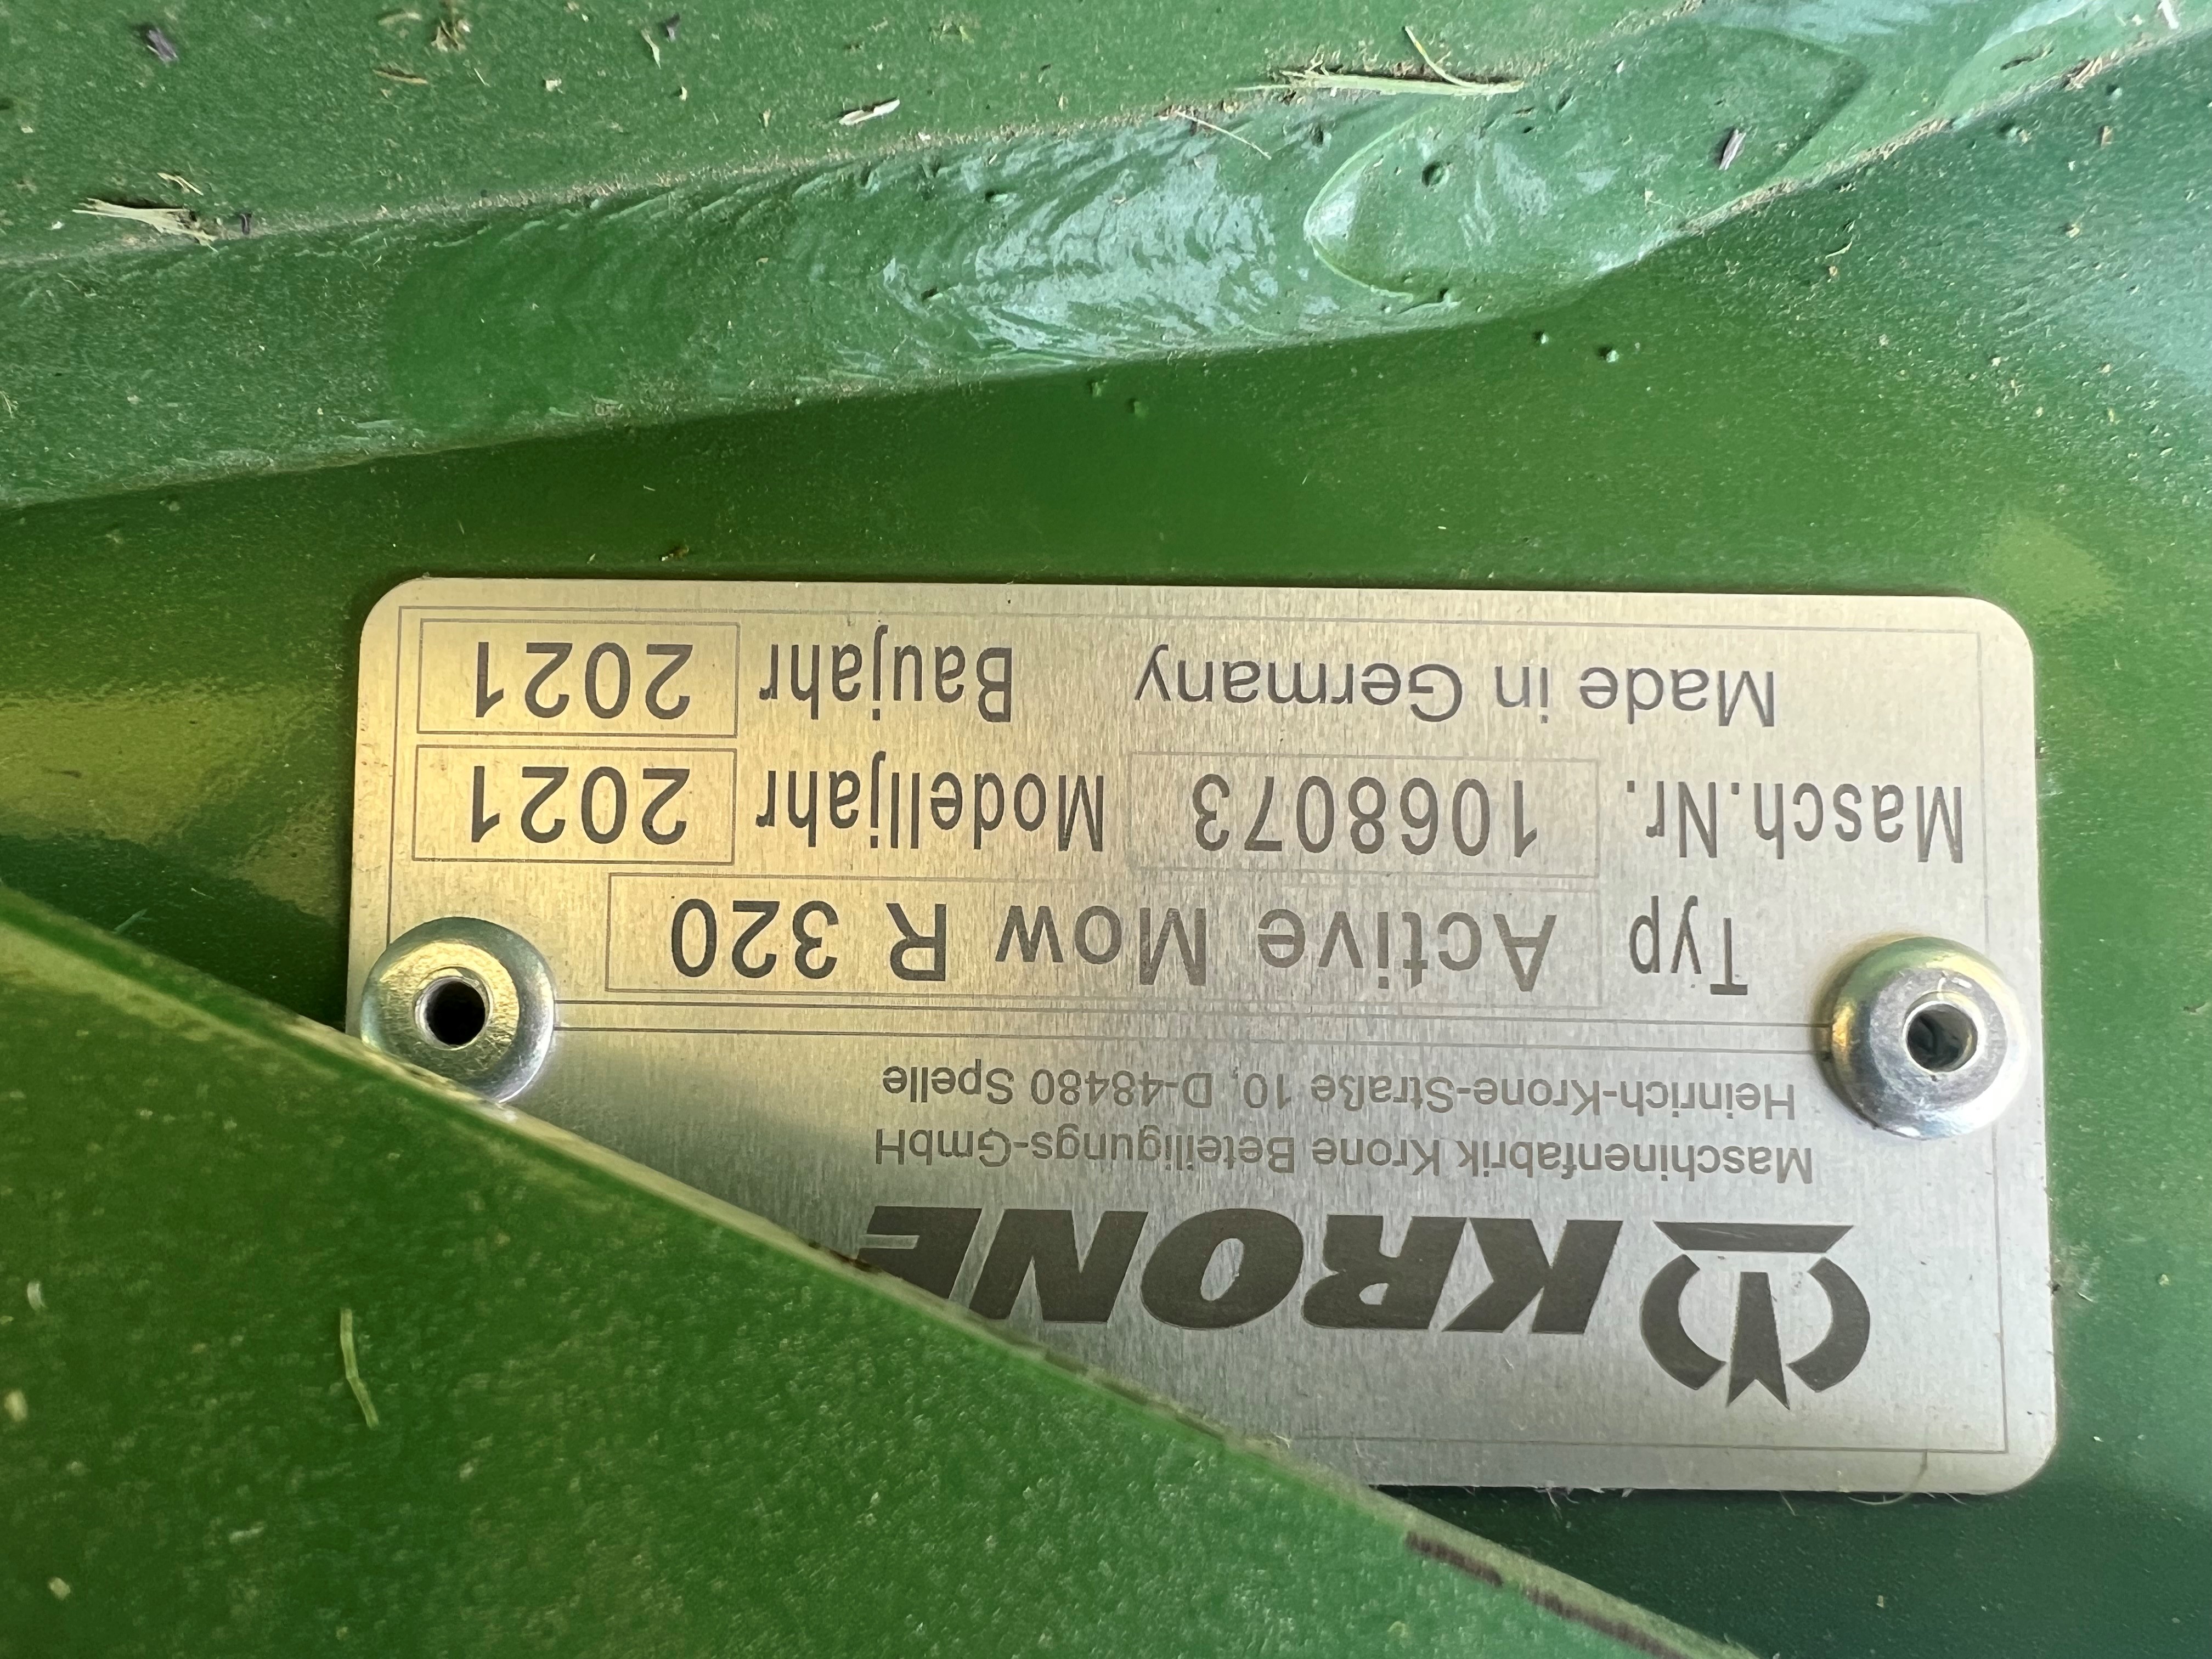 KRONE
Maschinenfabrik Krone Beteiligungs-GmbH
Heinrich-Krone-Straße 10, D-48480 Spelle
Typ Active Mow R 320
Masch.Nr. 1068073 Modelljahr 2021
Made in Germany Baujahr 2021